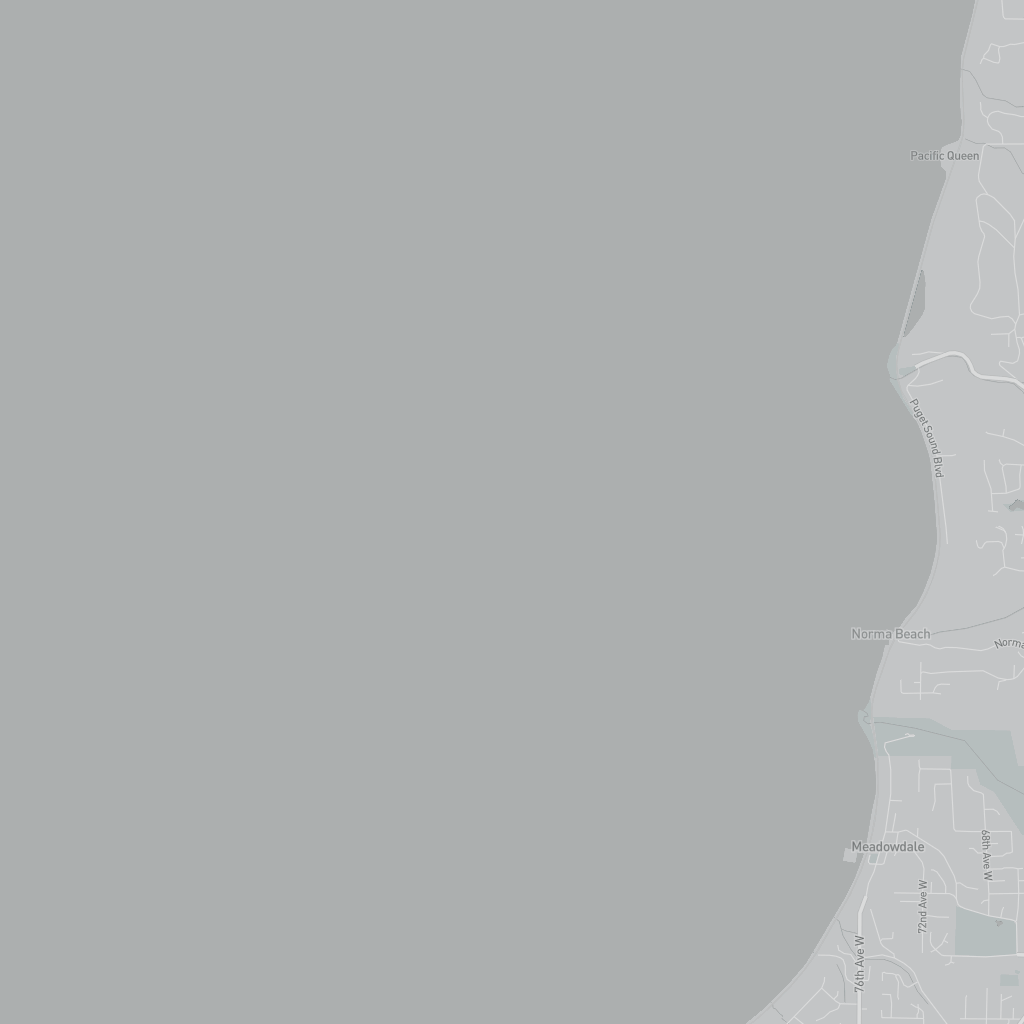 Pacific Queen
Puget Sound Blvd
Norma Beach
Norma
Meadowdale
68th Ave W
72nd Ave W
76th Ave W